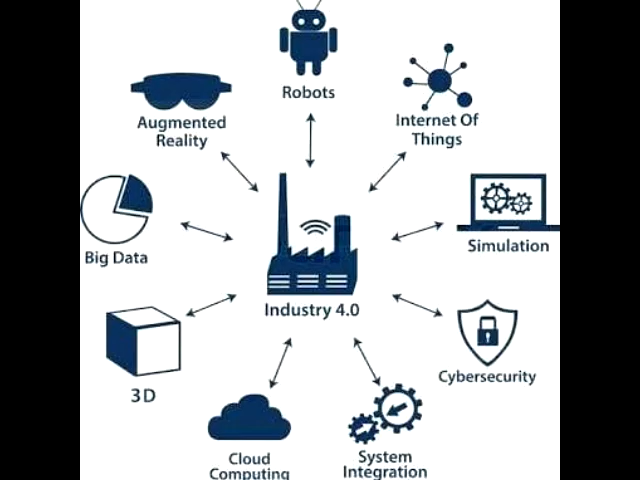 Robots
Augmented
Reality
Internet Of
Things
Big Data
Simulation
Industry 4.0
3D
Cybersecurity
Cloud
Computing
System
Integration